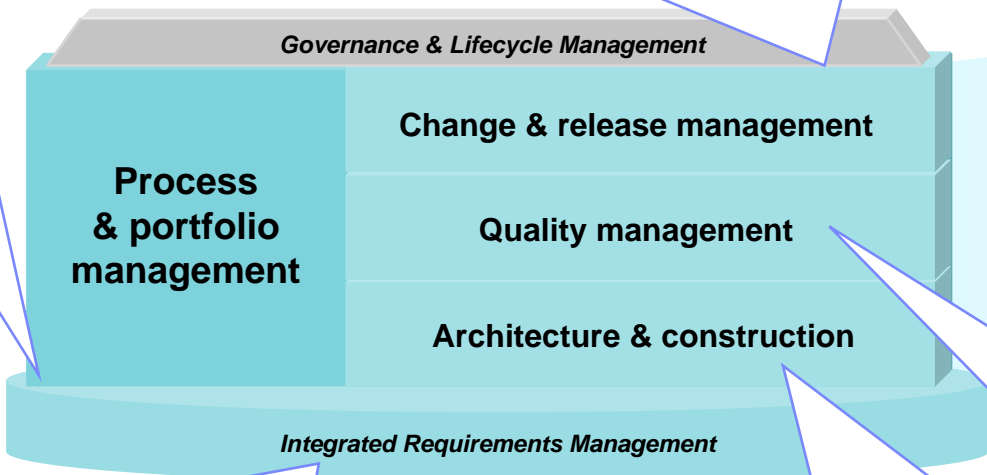 Governance & Lifecycle Management
Change & release management
Process
& portfolio
management
Quality management
Architecture & construction
Integrated Requirements Management